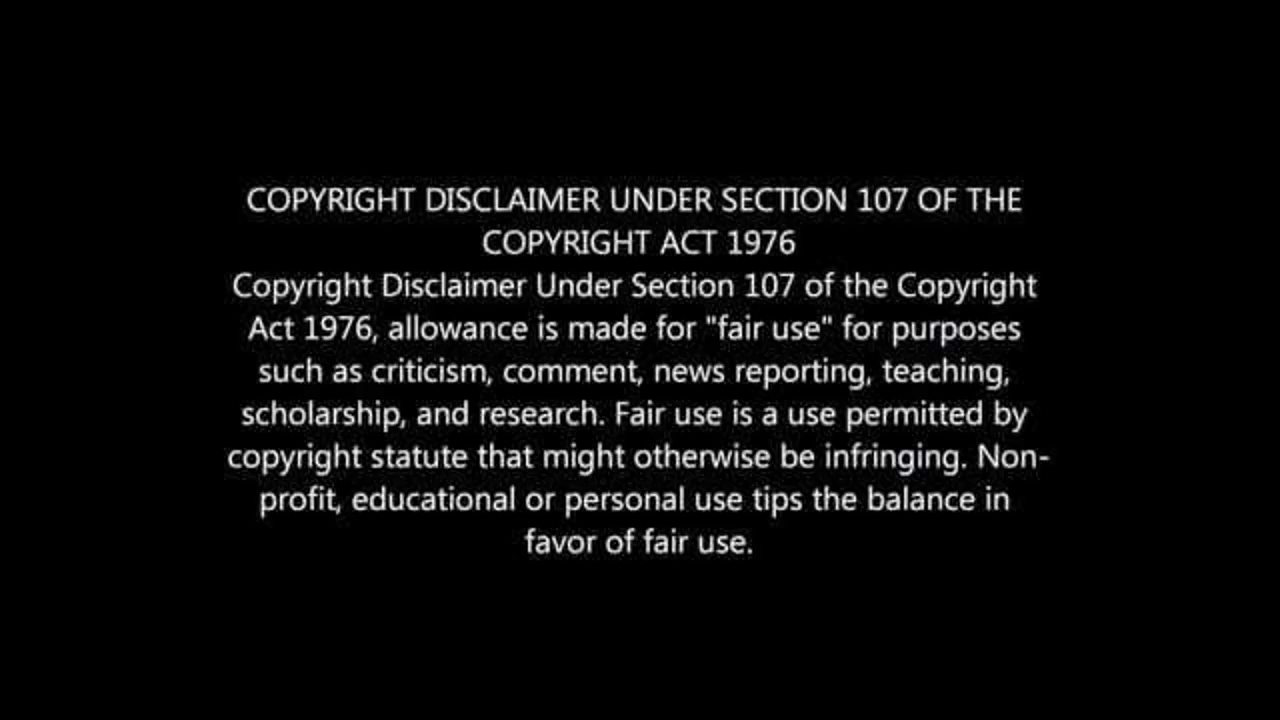 COPYRIGHT DISCLAIMER UNDER SECTION 107 OF THE
COPYRIGHT ACT 1976
Copyright Disclaimer Under Section 107 of the Copyright
Act 1976, allowance is made for "fair use" for purposes
such as criticism, comment, news reporting, teaching,
scholarship, and research. Fair use is a use permitted by
copyright statute that might otherwise be infringing. Non-
profit, educational or personal use tips the balance in
favor of fair use.